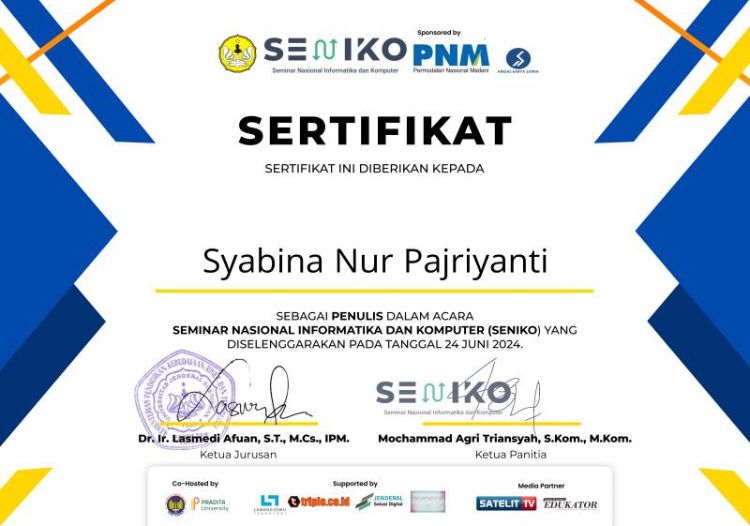 Sponsored by
SENIKO
Seminar Nasional Informatika dan Komputer
PNM
Permodalan Nasional Madani
SERTIFIKAT
SERTIFIKAT INI DIBERIKAN KEPADA
Syabina Nur Pajriyanti
SEBAGAI PENULIS DALAM ACARA
SEMINAR NASIONAL INFORMATIKA DAN KOMPUTER (SENIKO) YANG
DISELENGGARAKAN PADA TANGGAL 24 JUNI 2024.
SENIKO
Seminar Nasional Informatika dan Komputer
Dr. Ir. Lasmedi Afuan, S.T., M.Cs., IPM.
Ketua Jurusan
Mochammad Agri Triansyah, S.Kom., M.Kom.
Ketua Panitia
Co-Hosted by
Supported by
Media Partner
PRADITA
University
triplo.co.id
JENDERAL
Solusi Digital
SATELIT TV
EDUKATOR